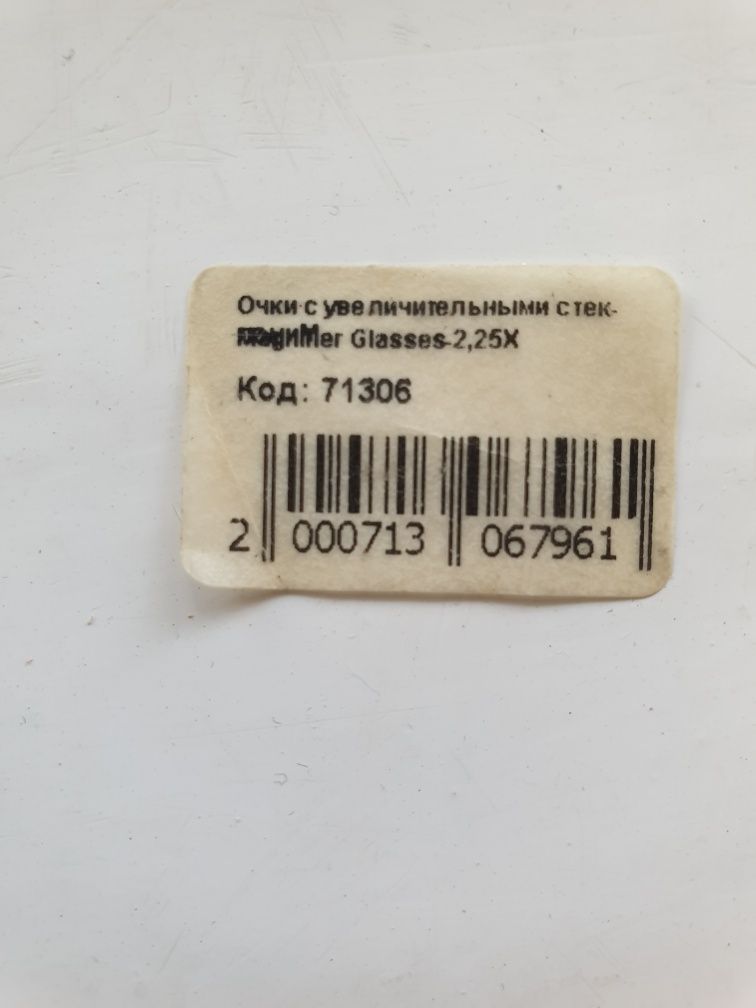 Очки с увеличительными стек-
Glasses-2,25X
Код: 71306
2 000713 067961